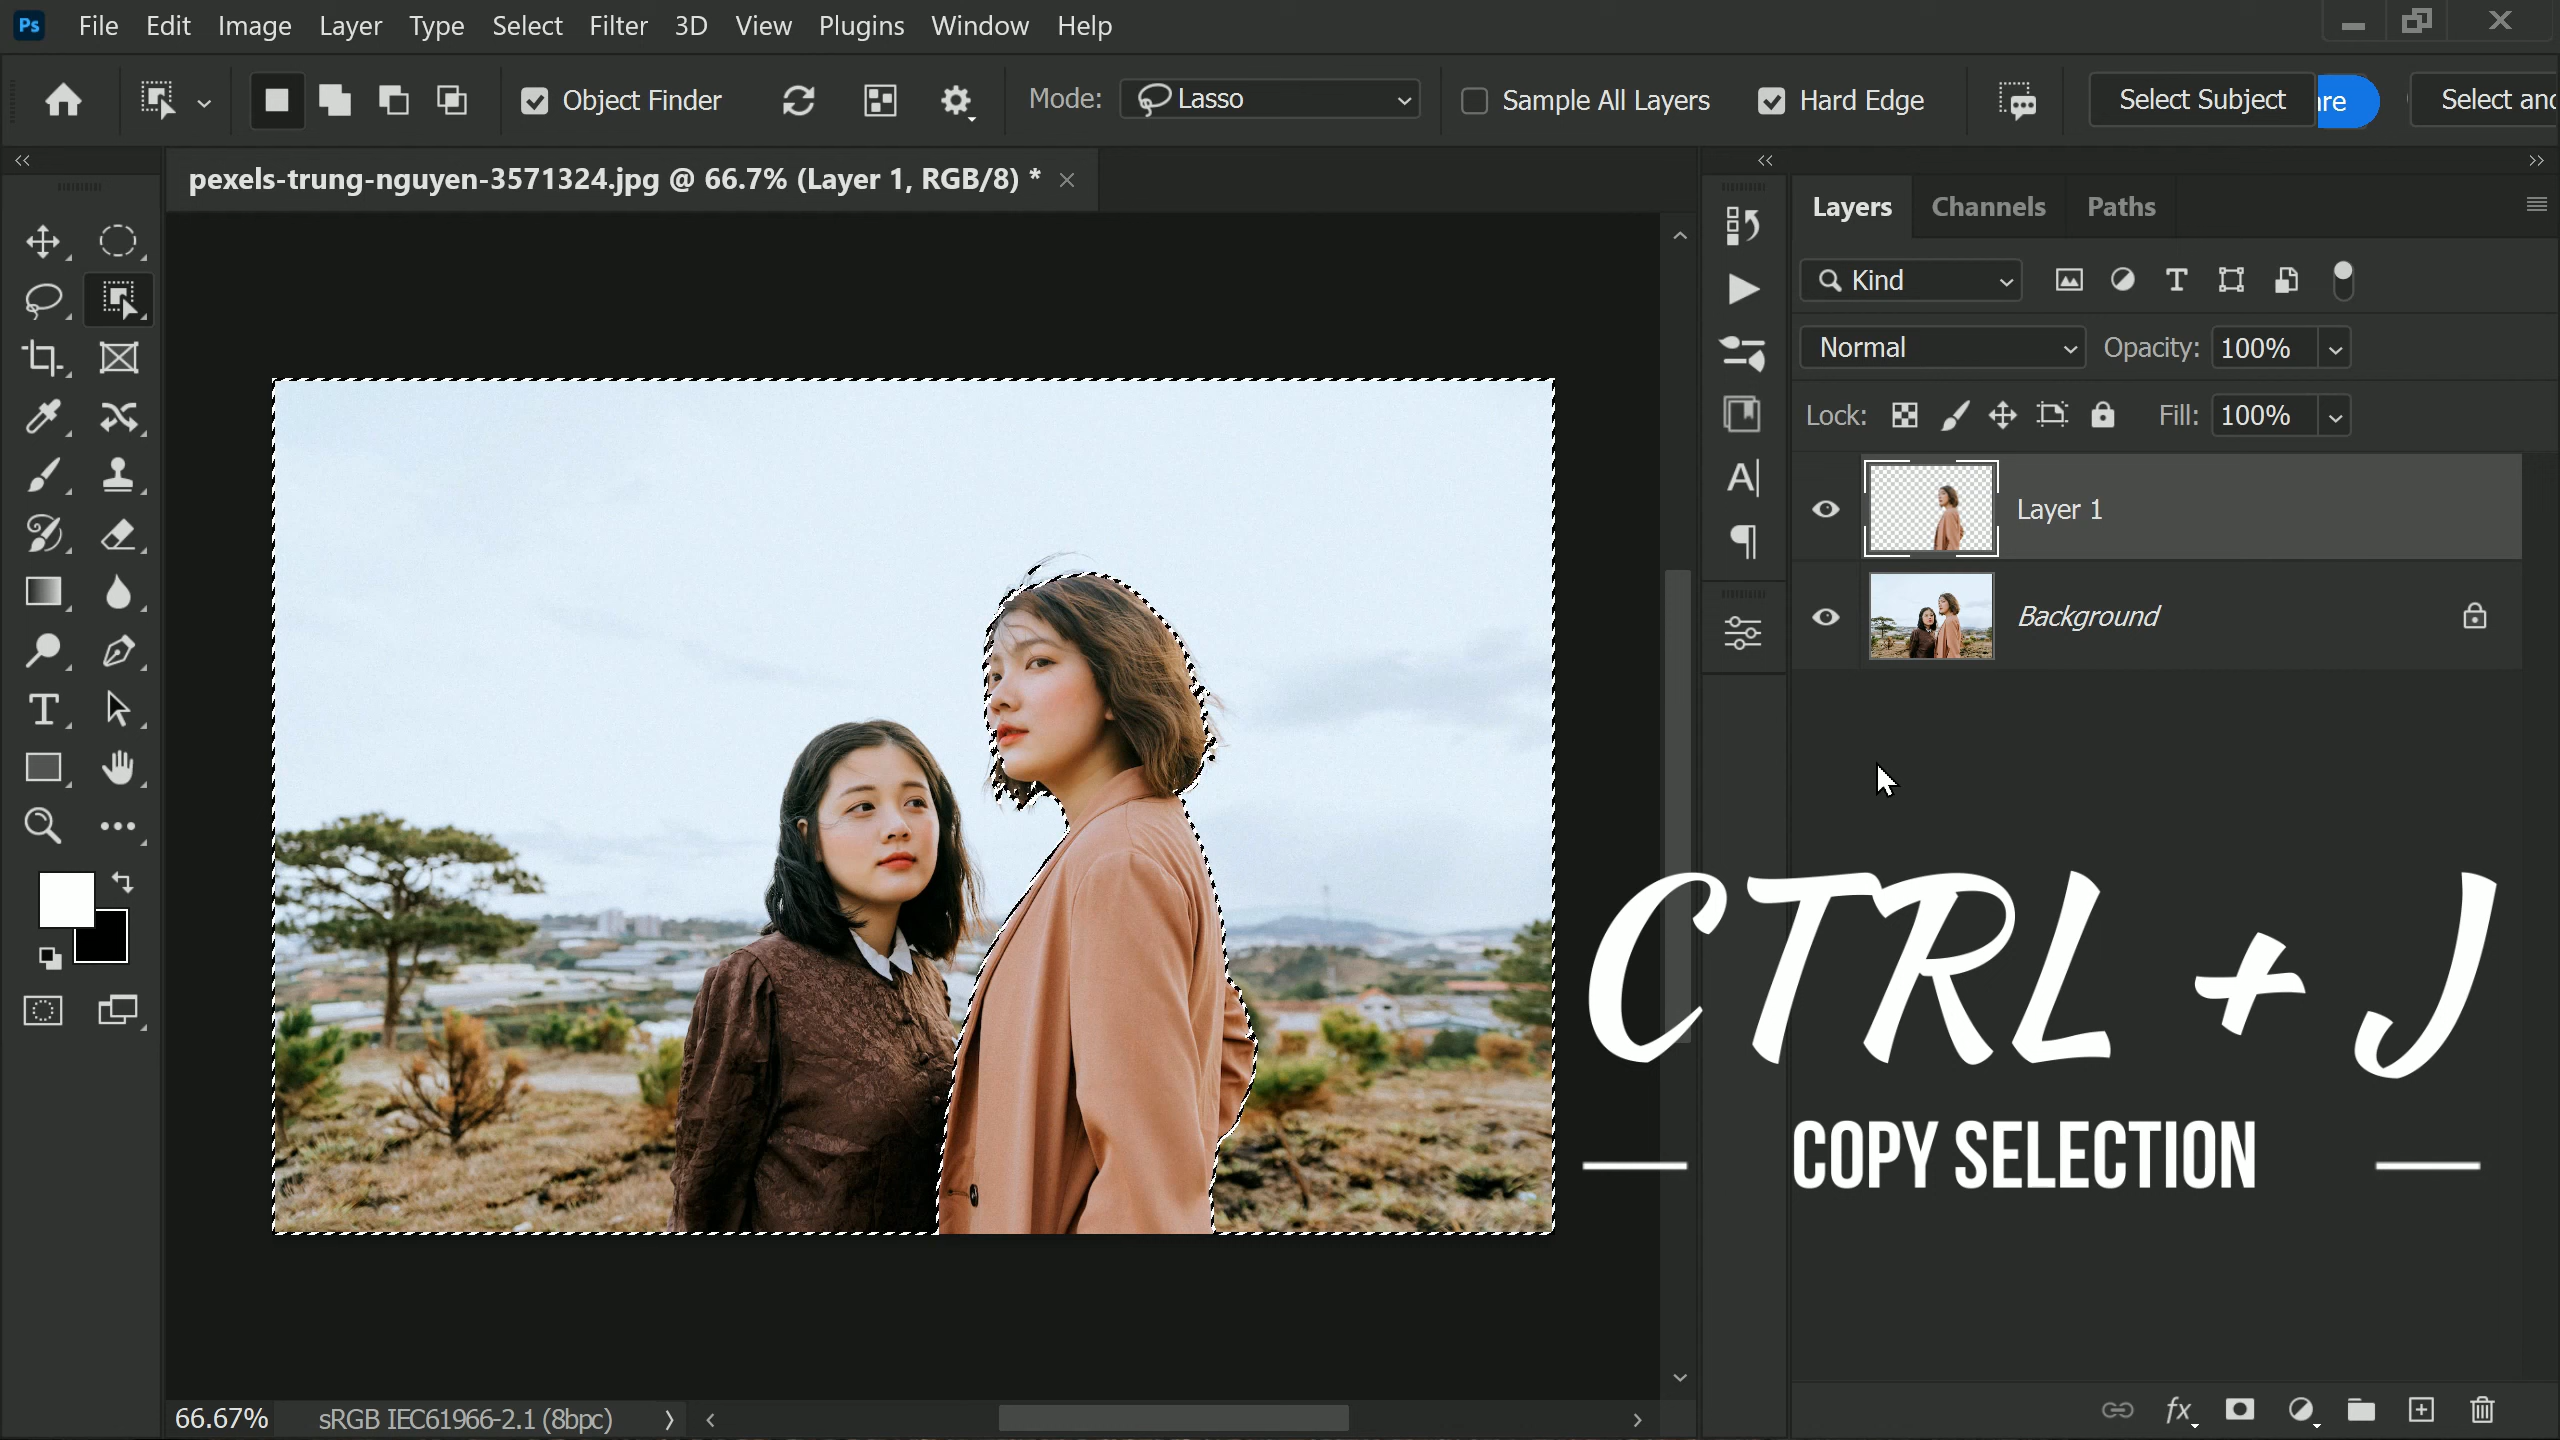 Ps File Edit Image Layer Type Select Filter 3D View Plugins Window Help
Object Finder Mode: Lasso Sample All Layers Hard Edge Select Subject re Select and
pexels-trung-nguyen-3571324.jpg @ 66.7% (Layer 1, RGB/8) *
Layers Channels Paths
Kind
Normal Opacity: 100%
Lock: Fill: 100%
Layer 1
Background
CTRL + J
COPY SELECTION
66.67% sRGB IEC61966-2.1 (8bpc)
fx